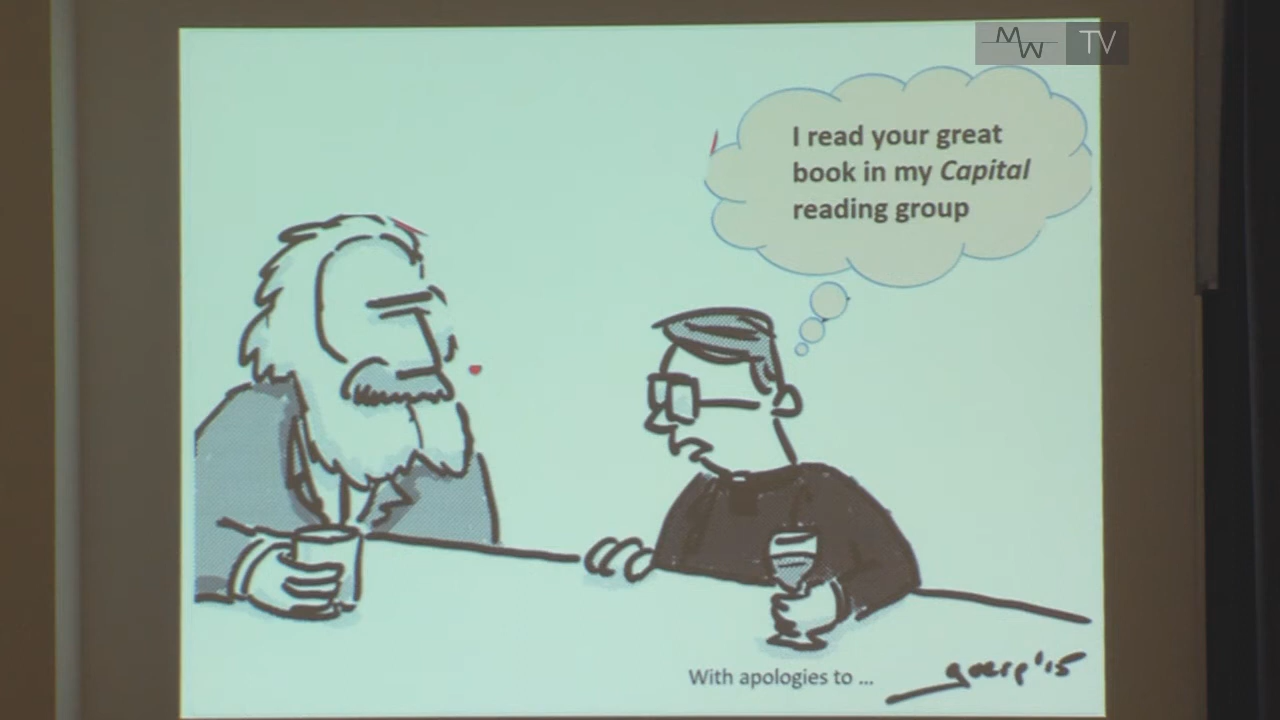 MW TV
I read your great
book in my Capital
reading group
With apologies to ...
goerp '15